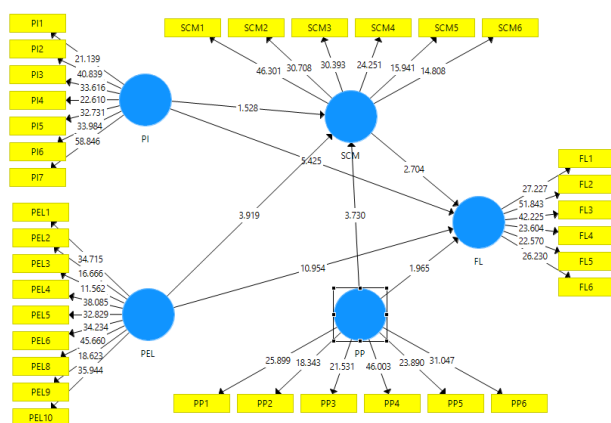 SCM1 SCM2 SCM3 SCM4 SCM5 SCM6
46.301 30.708 30.393 24.251 15.941 14.808
PI1
PI2
PI3
PI4
PI5
PI6
PI7
21.139
40.839
33.616
22.610
32.731
33.984
58.846
PI
1.528
SCM
5.425
2.704
3.919
3.730
10.954
1.965
FL
27.227
51.843
42.225
23.604
22.570
26.230
FL1
FL2
FL3
FL4
FL5
FL6
PEL1
PEL2
PEL3
PEL4
PEL5
PEL6
PEL8
PEL9
PEL10
34.715
16.666
11.562
38.085
32.829
34.234
45.660
18.623
35.944
PEL
PP
25.899 18.343 21.531 46.003 23.890 31.047
PP1 PP2 PP3 PP4 PP5 PP6